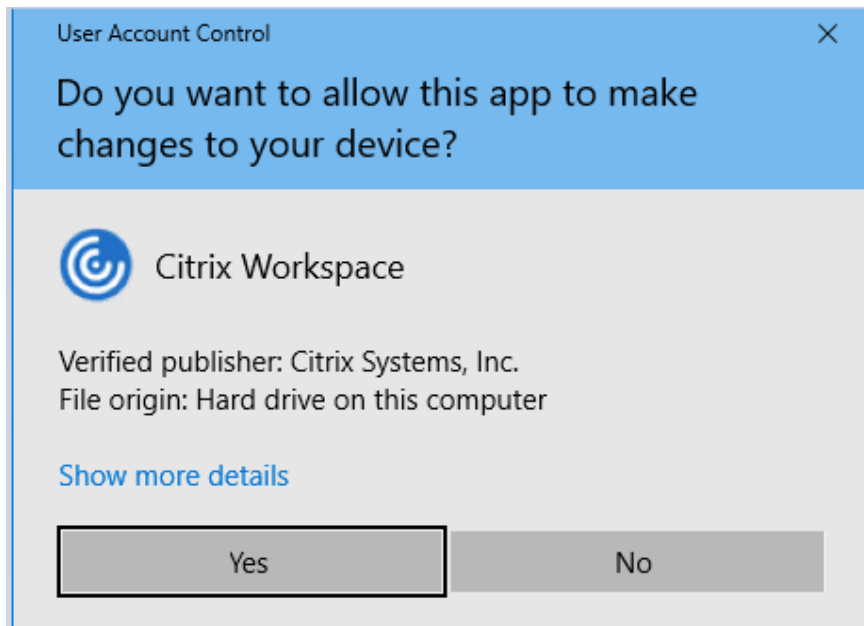 User Account Control
Do you want to allow this app to make
changes to your device?
Citrix Workspace
Verified publisher: Citrix Systems, Inc.
File origin: Hard drive on this computer
Show more details
Yes
No